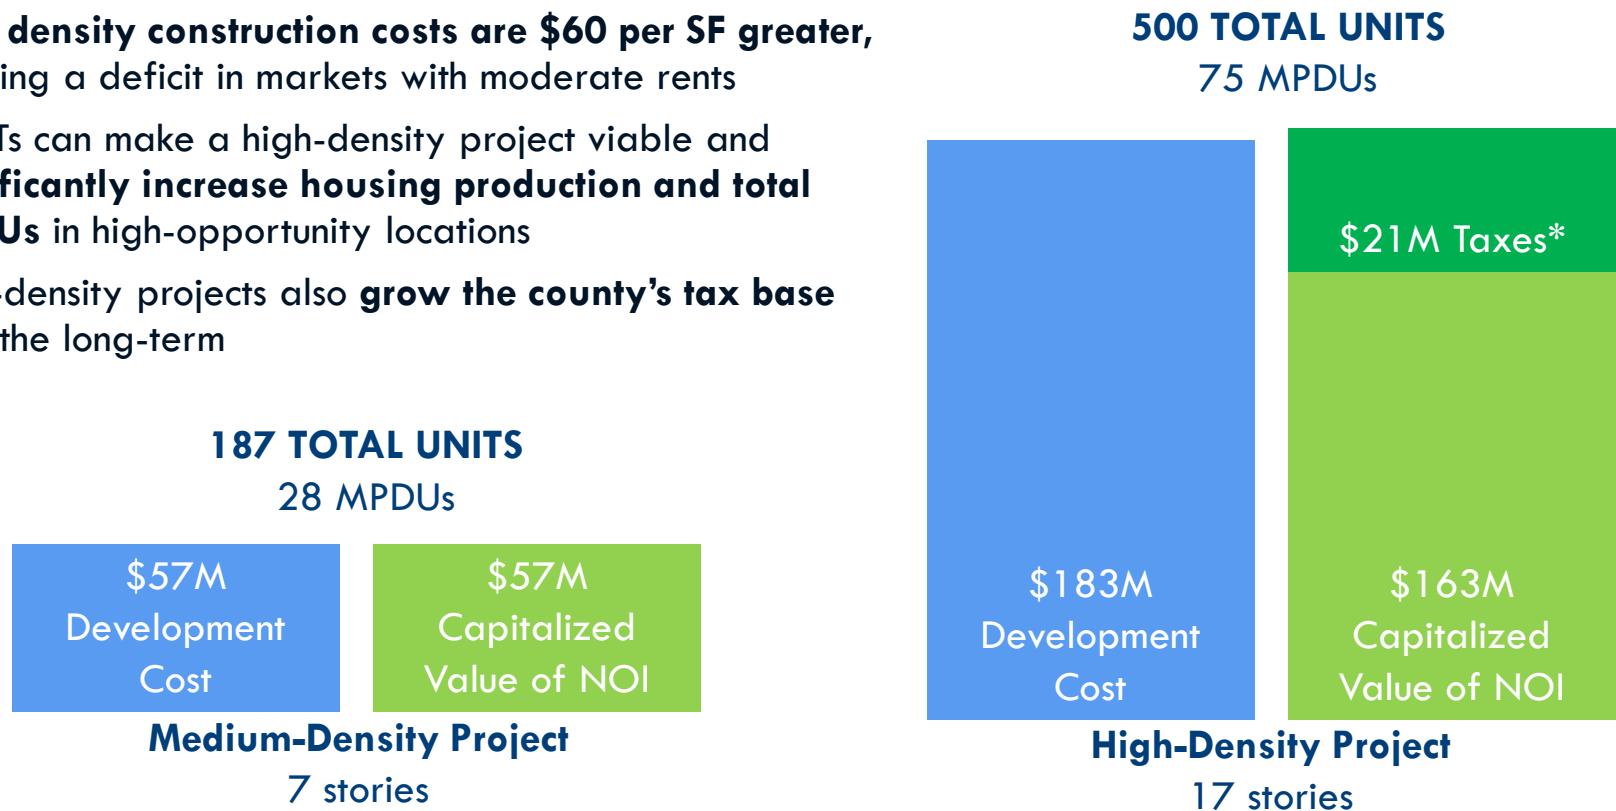 density construction costs are $60 per SF greater,
ing a deficit in markets with moderate rents
Ts can make a high-density project viable and
ficantly increase housing production and total
Us in high-opportunity locations
-density projects also grow the county's tax base
the long-term
187 TOTAL UNITS
28 MPDUs
$57M
Development
Cost
$57M
Capitalized
Value of NOI
Medium-Density Project
7 stories
500 TOTAL UNITS
75 MPDUs
$183M
Development
Cost
$21M Taxes*
$163M
Capitalized
Value of NOI
High-Density Project
17 stories